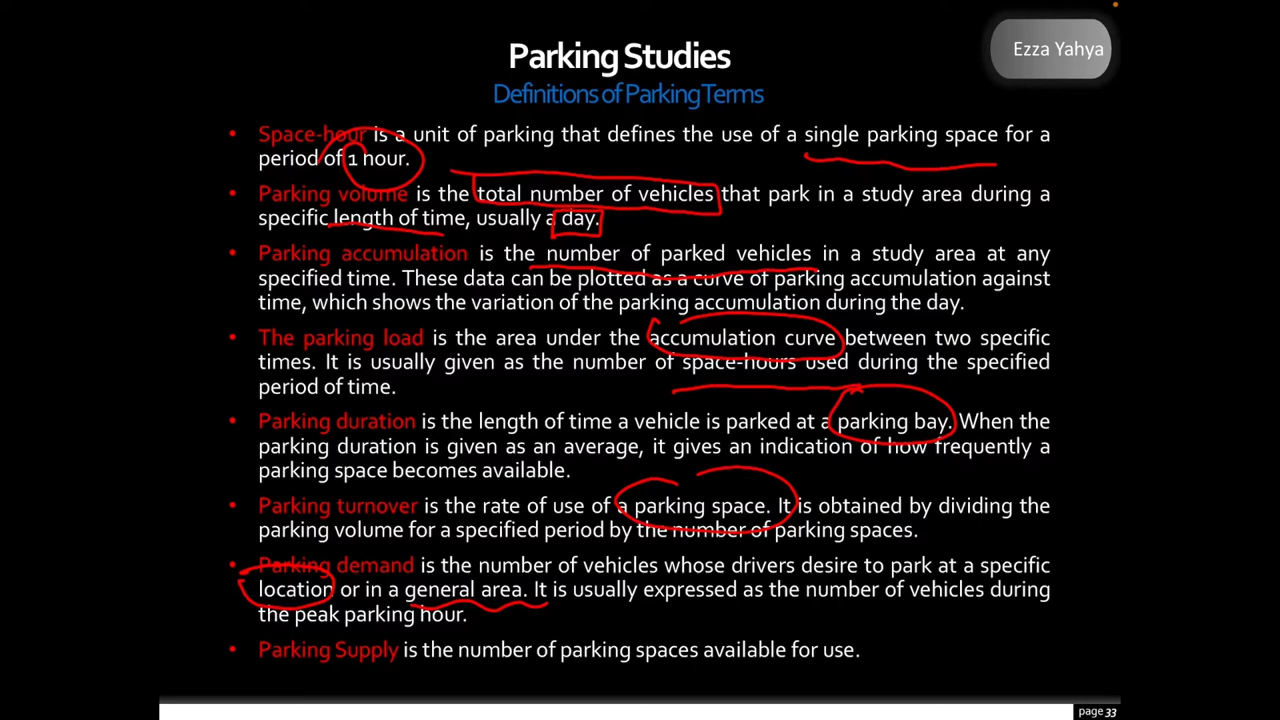 Ezza Yahya
Parking Studies
Definitions of Parking Terms
• Space-hour is a unit of parking that defines the use of a single parking space for a
period of 1 hour.
• Parking volume is the total number of vehicles that park in a study area during a
specific length of time, usually a day.
• Parking accumulation is the number of parked vehicles in a study area at any
specified time. These data can be plotted as a curve of parking accumulation against
time, which shows the variation of the parking accumulation during the day.
• The parking load is the area under the accumulation curve between two specific
times. It is usually given as the number of space-hours used during the specified
period of time.
• Parking duration is the length of time a vehicle is parked at a parking bay. When the
parking duration is given as an average, it gives an indication of how frequently a
parking space becomes available.
• Parking turnover is the rate of use of a parking space. It is obtained by dividing the
parking volume for a specified period by the number of parking spaces.
• Parking demand is the number of vehicles whose drivers desire to park at a specific
location or in a general area. It is usually expressed as the number of vehicles during
the peak parking hour.
• Parking Supply is the number of parking spaces available for use.
page 33